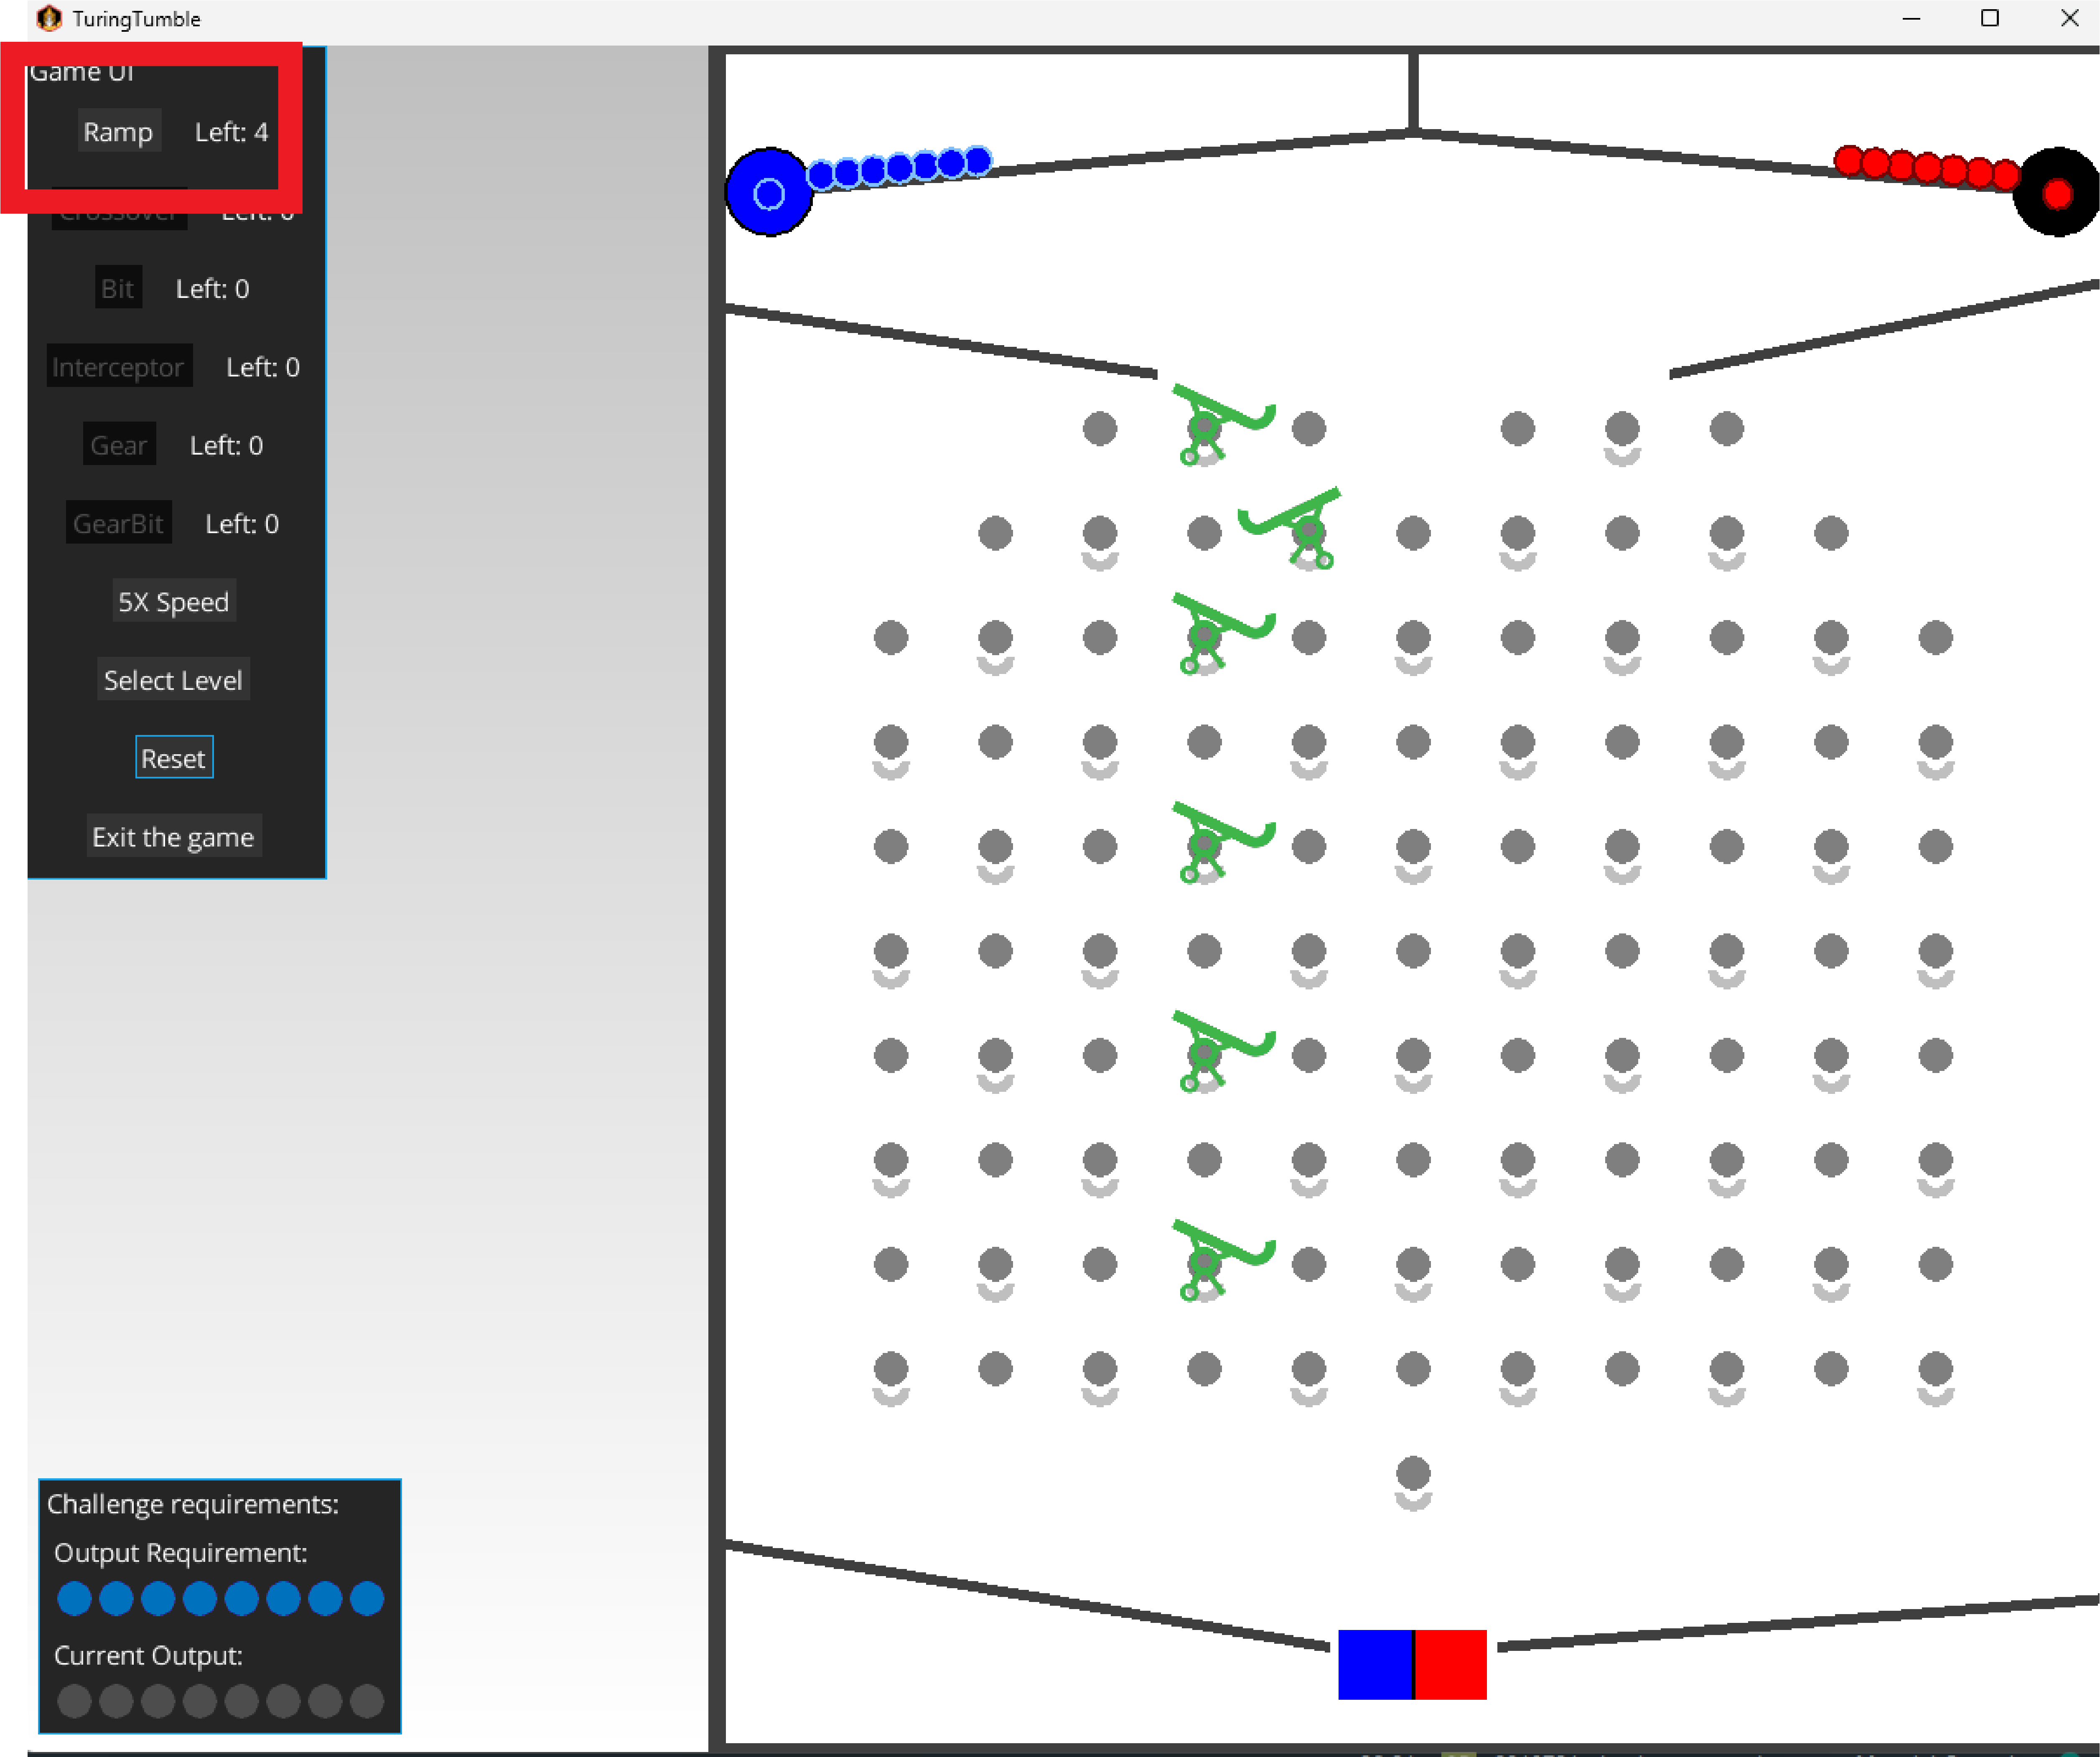 TuringTumble
Game UI
Ramp Left: 4
Crossover Left: 0
Bit Left: 0
Interceptor Left: 0
Gear Left: 0
GearBit Left: 0
5X Speed
Select Level
Reset
Exit the game
Challenge requirements:
Output Requirement:
Current Output: